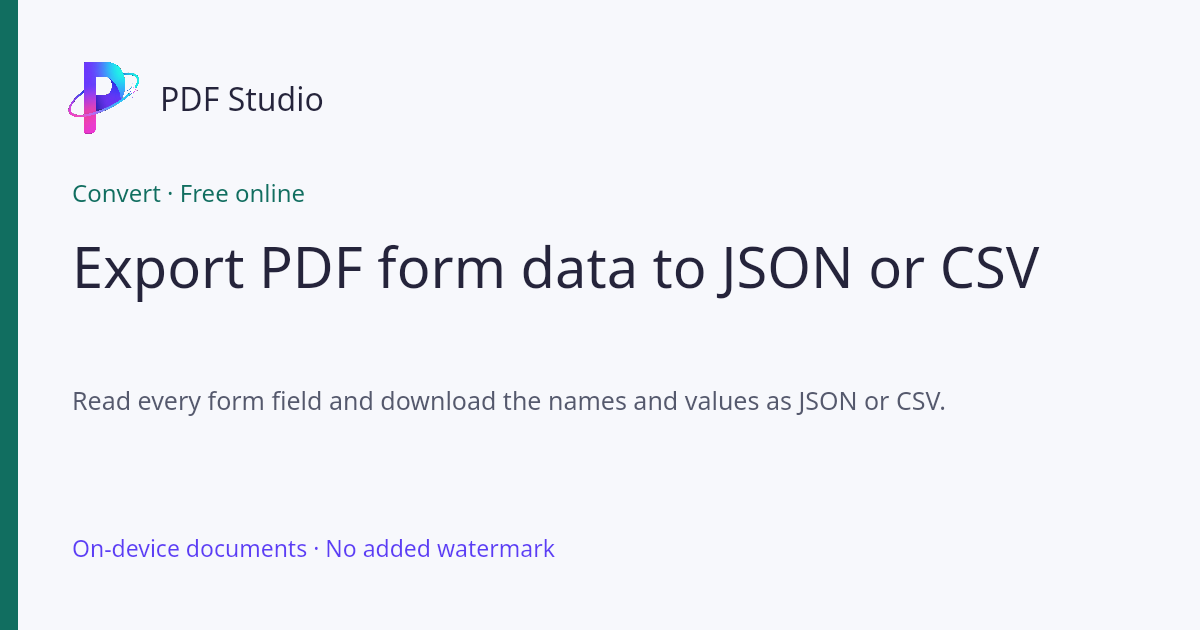 PDF Studio
Convert · Free online
Export PDF form data to JSON or CSV
Read every form field and download the names and values as JSON or CSV.
On-device documents · No added watermark